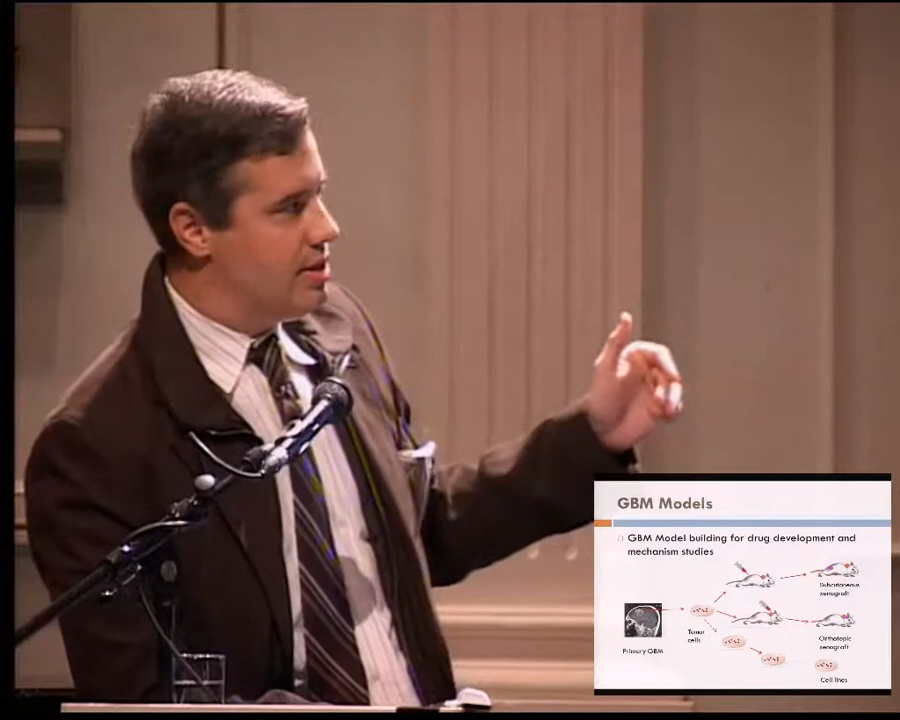 GBM Models
GBM Model building for drug development and
mechanism studies
Subcutaneous
xenograft
Tumor
cells
Orthotopic
xenograft
Primary GBM
Cell lines